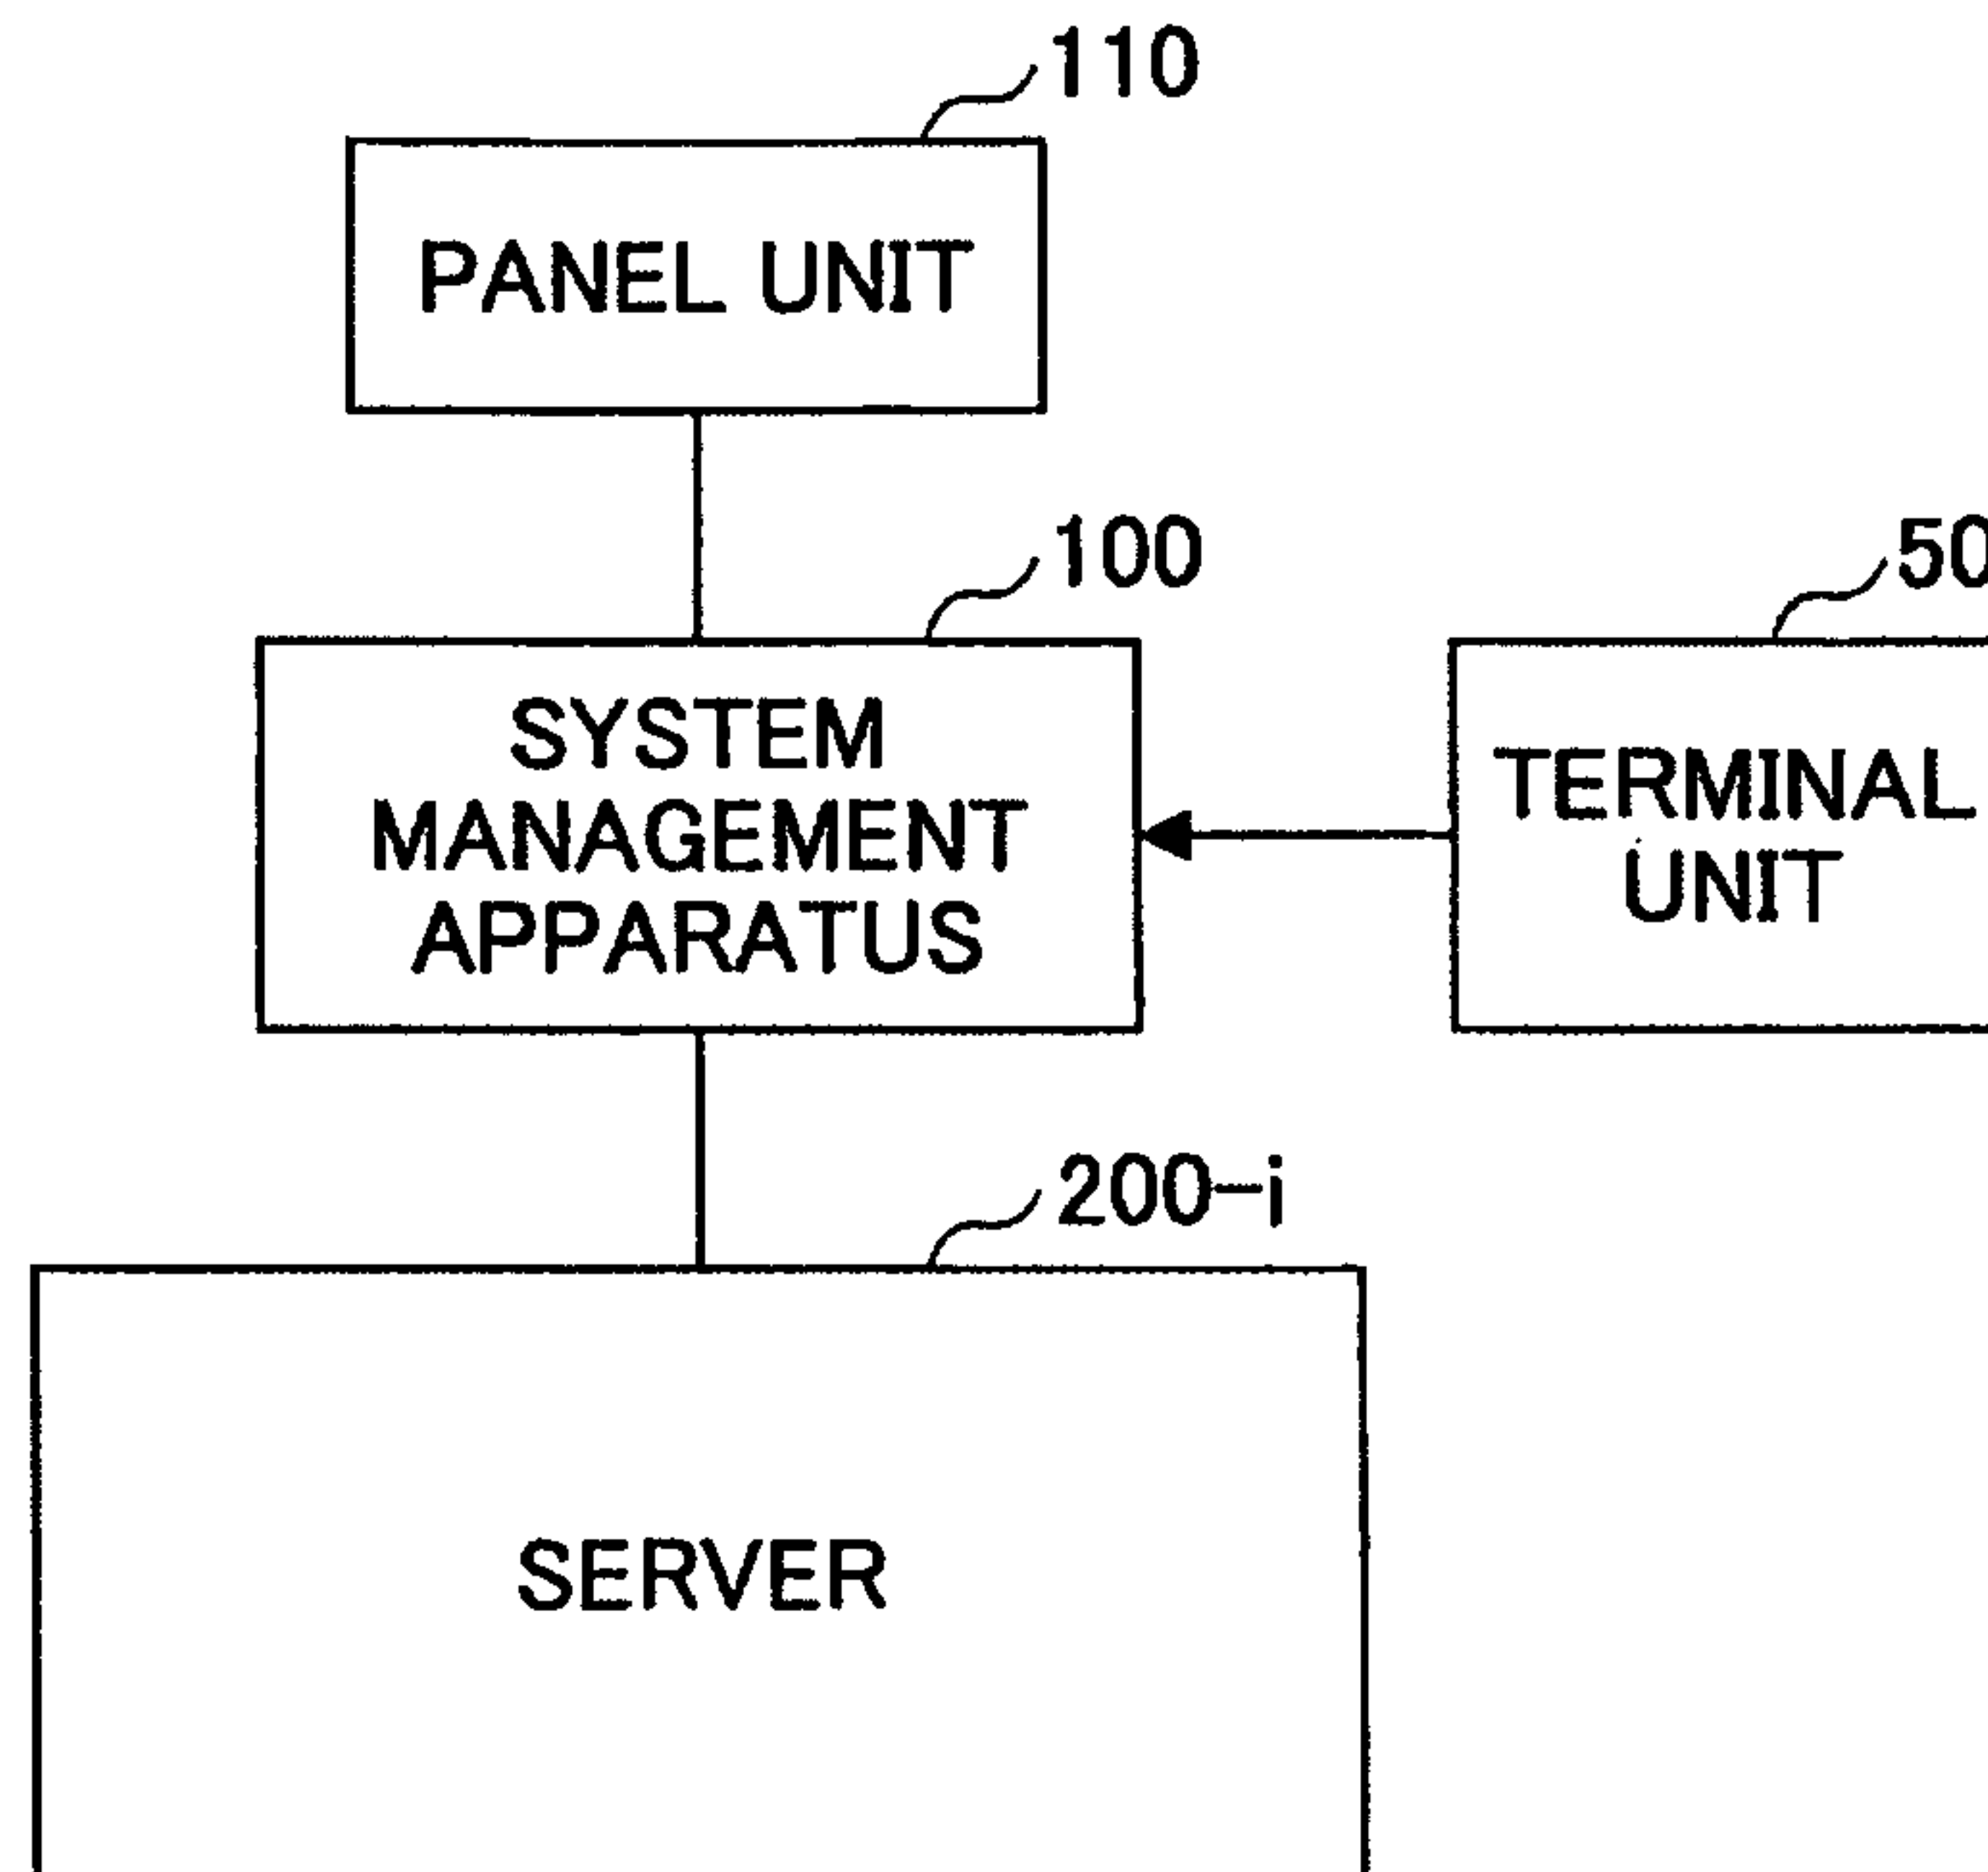 110
PANEL UNIT
100
SYSTEM
MANAGEMENT
APPARATUS
TERMINAL
UNIT
200-i
SERVER